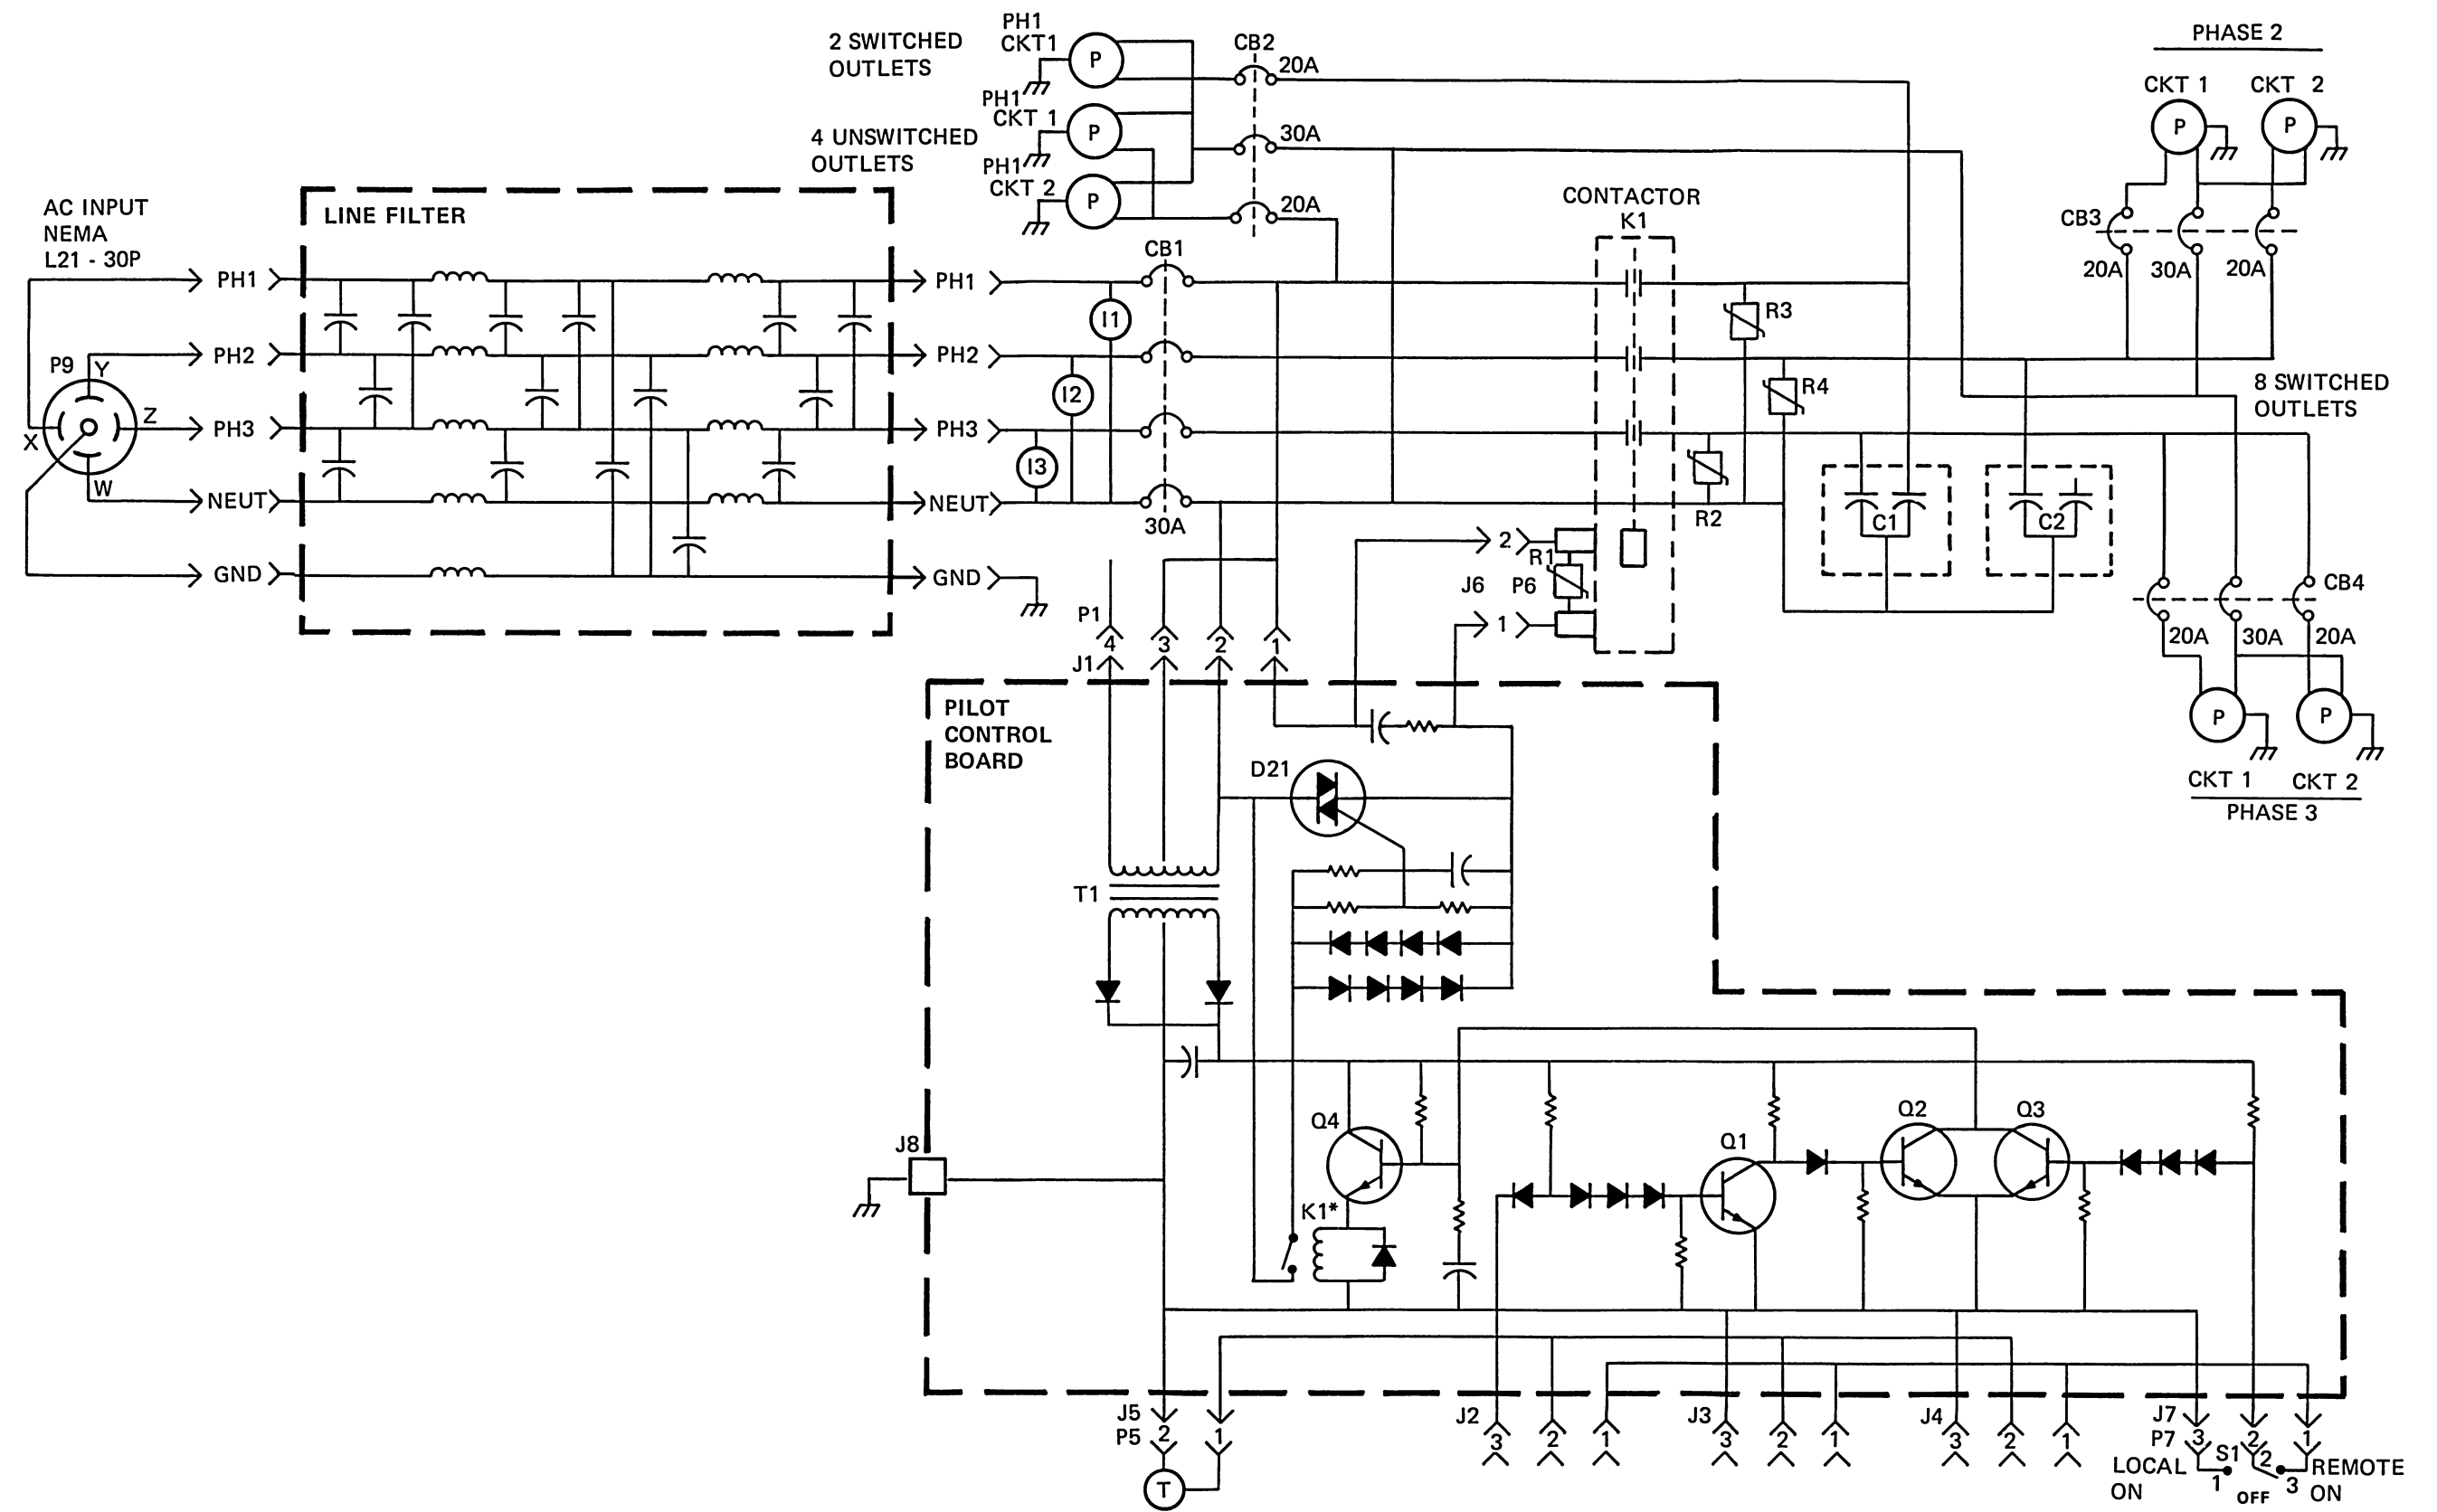 2 SWITCHED
OUTLETS
PH1
CKT1
P
CB2
20A
PHASE 2
CKT 1
CKT 2
P
P
4 UNSWITCHED
OUTLETS
PH1
CKT 1
P
30A
PH1
CKT 2
P
20A
CB3
20A
30A
20A
AC INPUT
NEMA
L21 - 30P
LINE FILTER
CONTACTOR
K1
CB1
PH1
PH1
I1
R3
P9
Y
PH2
PH2
I2
R4
8 SWITCHED
OUTLETS
X
Z
PH3
PH3
I3
W
NEUT
NEUT
30A
R2
C1
C2
GND
GND
2
R1
J6
P6
1
CB4
20A
30A
20A
P1
4
3
2
1
J1
PILOT
CONTROL
BOARD
P
P
CKT 1
CKT 2
PHASE 3
D21
T1
J8
Q4
K1*
Q1
Q2
Q3
J5
P5
2
1
T
J2
3
2
1
J3
3
2
1
J4
3
2
1
J7
P7
3
2
1
LOCAL
ON
S1
1
2
OFF
3
REMOTE
ON